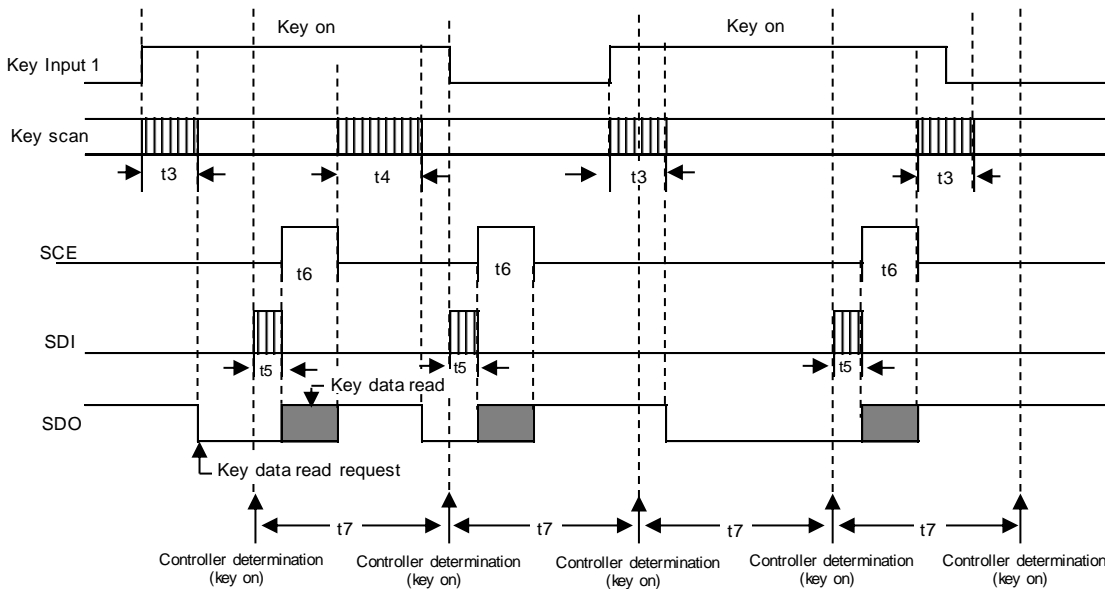 Key on
Key on
Key Input 1
Key scan
t3
t4
t3
t3
SCE
t6
t6
t6
SDI
t5
t5
t5
Key data read
SDO
Key data read request
t7
t7
t7
t7
Controller determination
(key on)
Controller determination
(key on)
Controller determination
(key on)
Controller determination
(key on)
Controller determination
(key on)